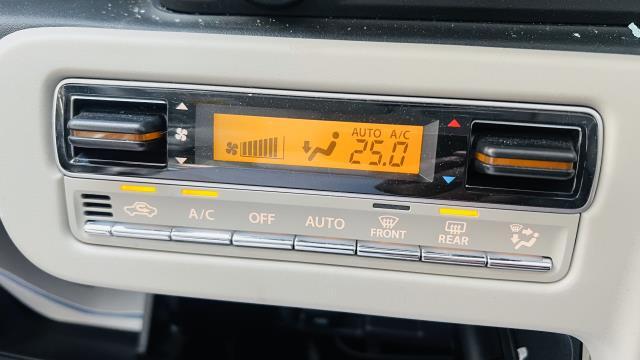 AUTO A/C
25.0
A/C OFF AUTO FRONT REAR